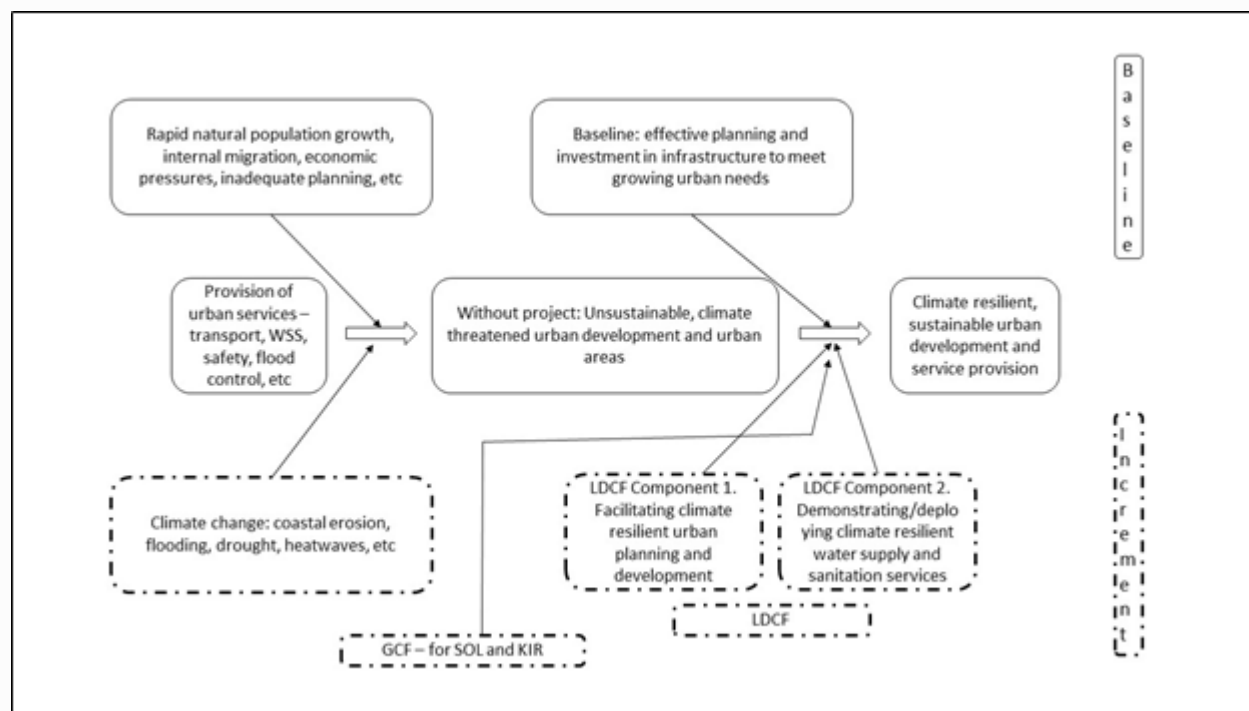 Rapid natural population growth,
internal migration, economic
pressures, inadequate planning, etc
Baseline: effective planning and
investment in infrastructure to meet
growing urban needs
Baseline
Provision of
urban services –
transport, WSS,
safety, flood
control, etc
Without project: Unsustainable, climate
threatened urban development and urban
areas
Climate resilient,
sustainable urban
development and
service provision
Climate change: coastal erosion,
flooding, drought, heatwaves, etc
LDCF Component 1.
Facilitating climate
resilient urban
planning and
development
LDCF Component 2.
Demonstrating/deplo
ying climate resilient
water supply and
sanitation services
Increment
LDCF
GCF – for SOL and KIR